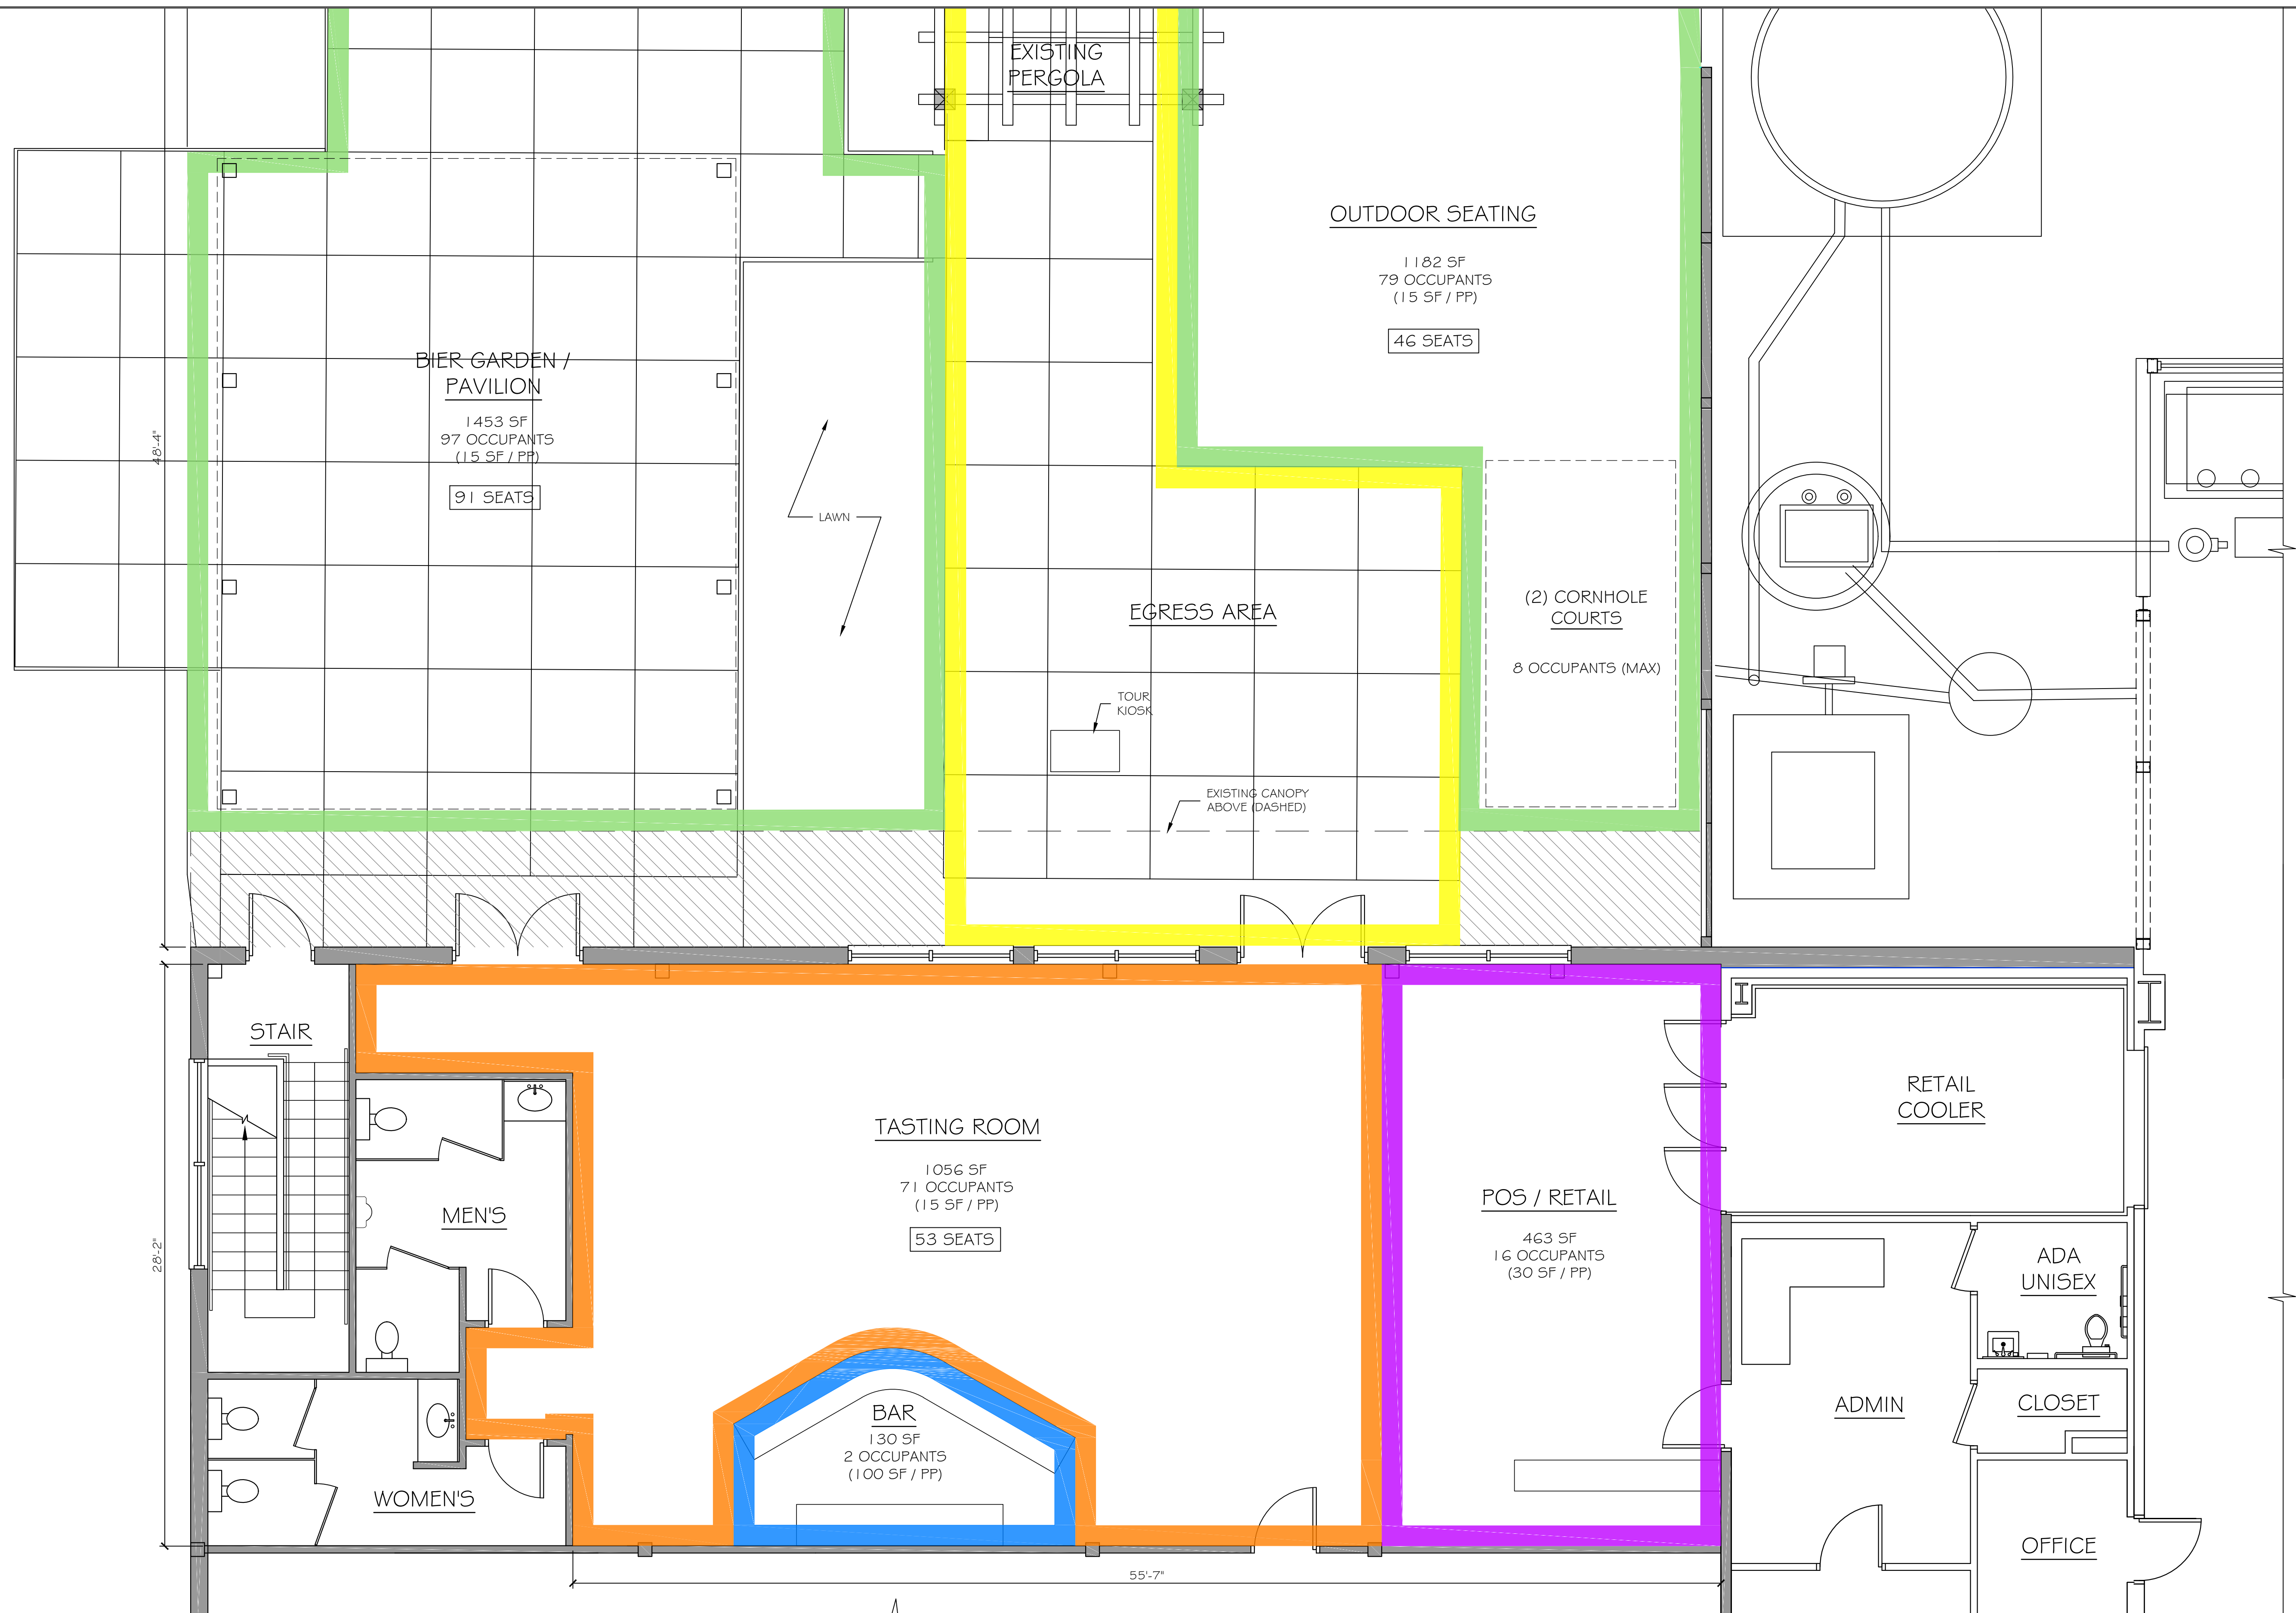 EXISTING
PERGOLA
OUTDOOR SEATING
1182 SF
79 OCCUPANTS
(15 SF / PP)
46 SEATS
BIER GARDEN /
PAVILION
1453 SF
97 OCCUPANTS
(15 SF / PP)
91 SEATS
48'-4"
LAWN
EGRESS AREA
(2) CORNHOLE
COURTS
8 OCCUPANTS (MAX)
TOUR
KIOSK
EXISTING CANOPY
ABOVE (DASHED)
STAIR
TASTING ROOM
1056 SF
71 OCCUPANTS
(15 SF / PP)
53 SEATS
RETAIL
COOLER
MEN'S
POS / RETAIL
463 SF
16 OCCUPANTS
(30 SF / PP)
28'-2"
ADA
UNISEX
BAR
130 SF
2 OCCUPANTS
(100 SF / PP)
ADMIN
CLOSET
WOMEN'S
OFFICE
55'-7"